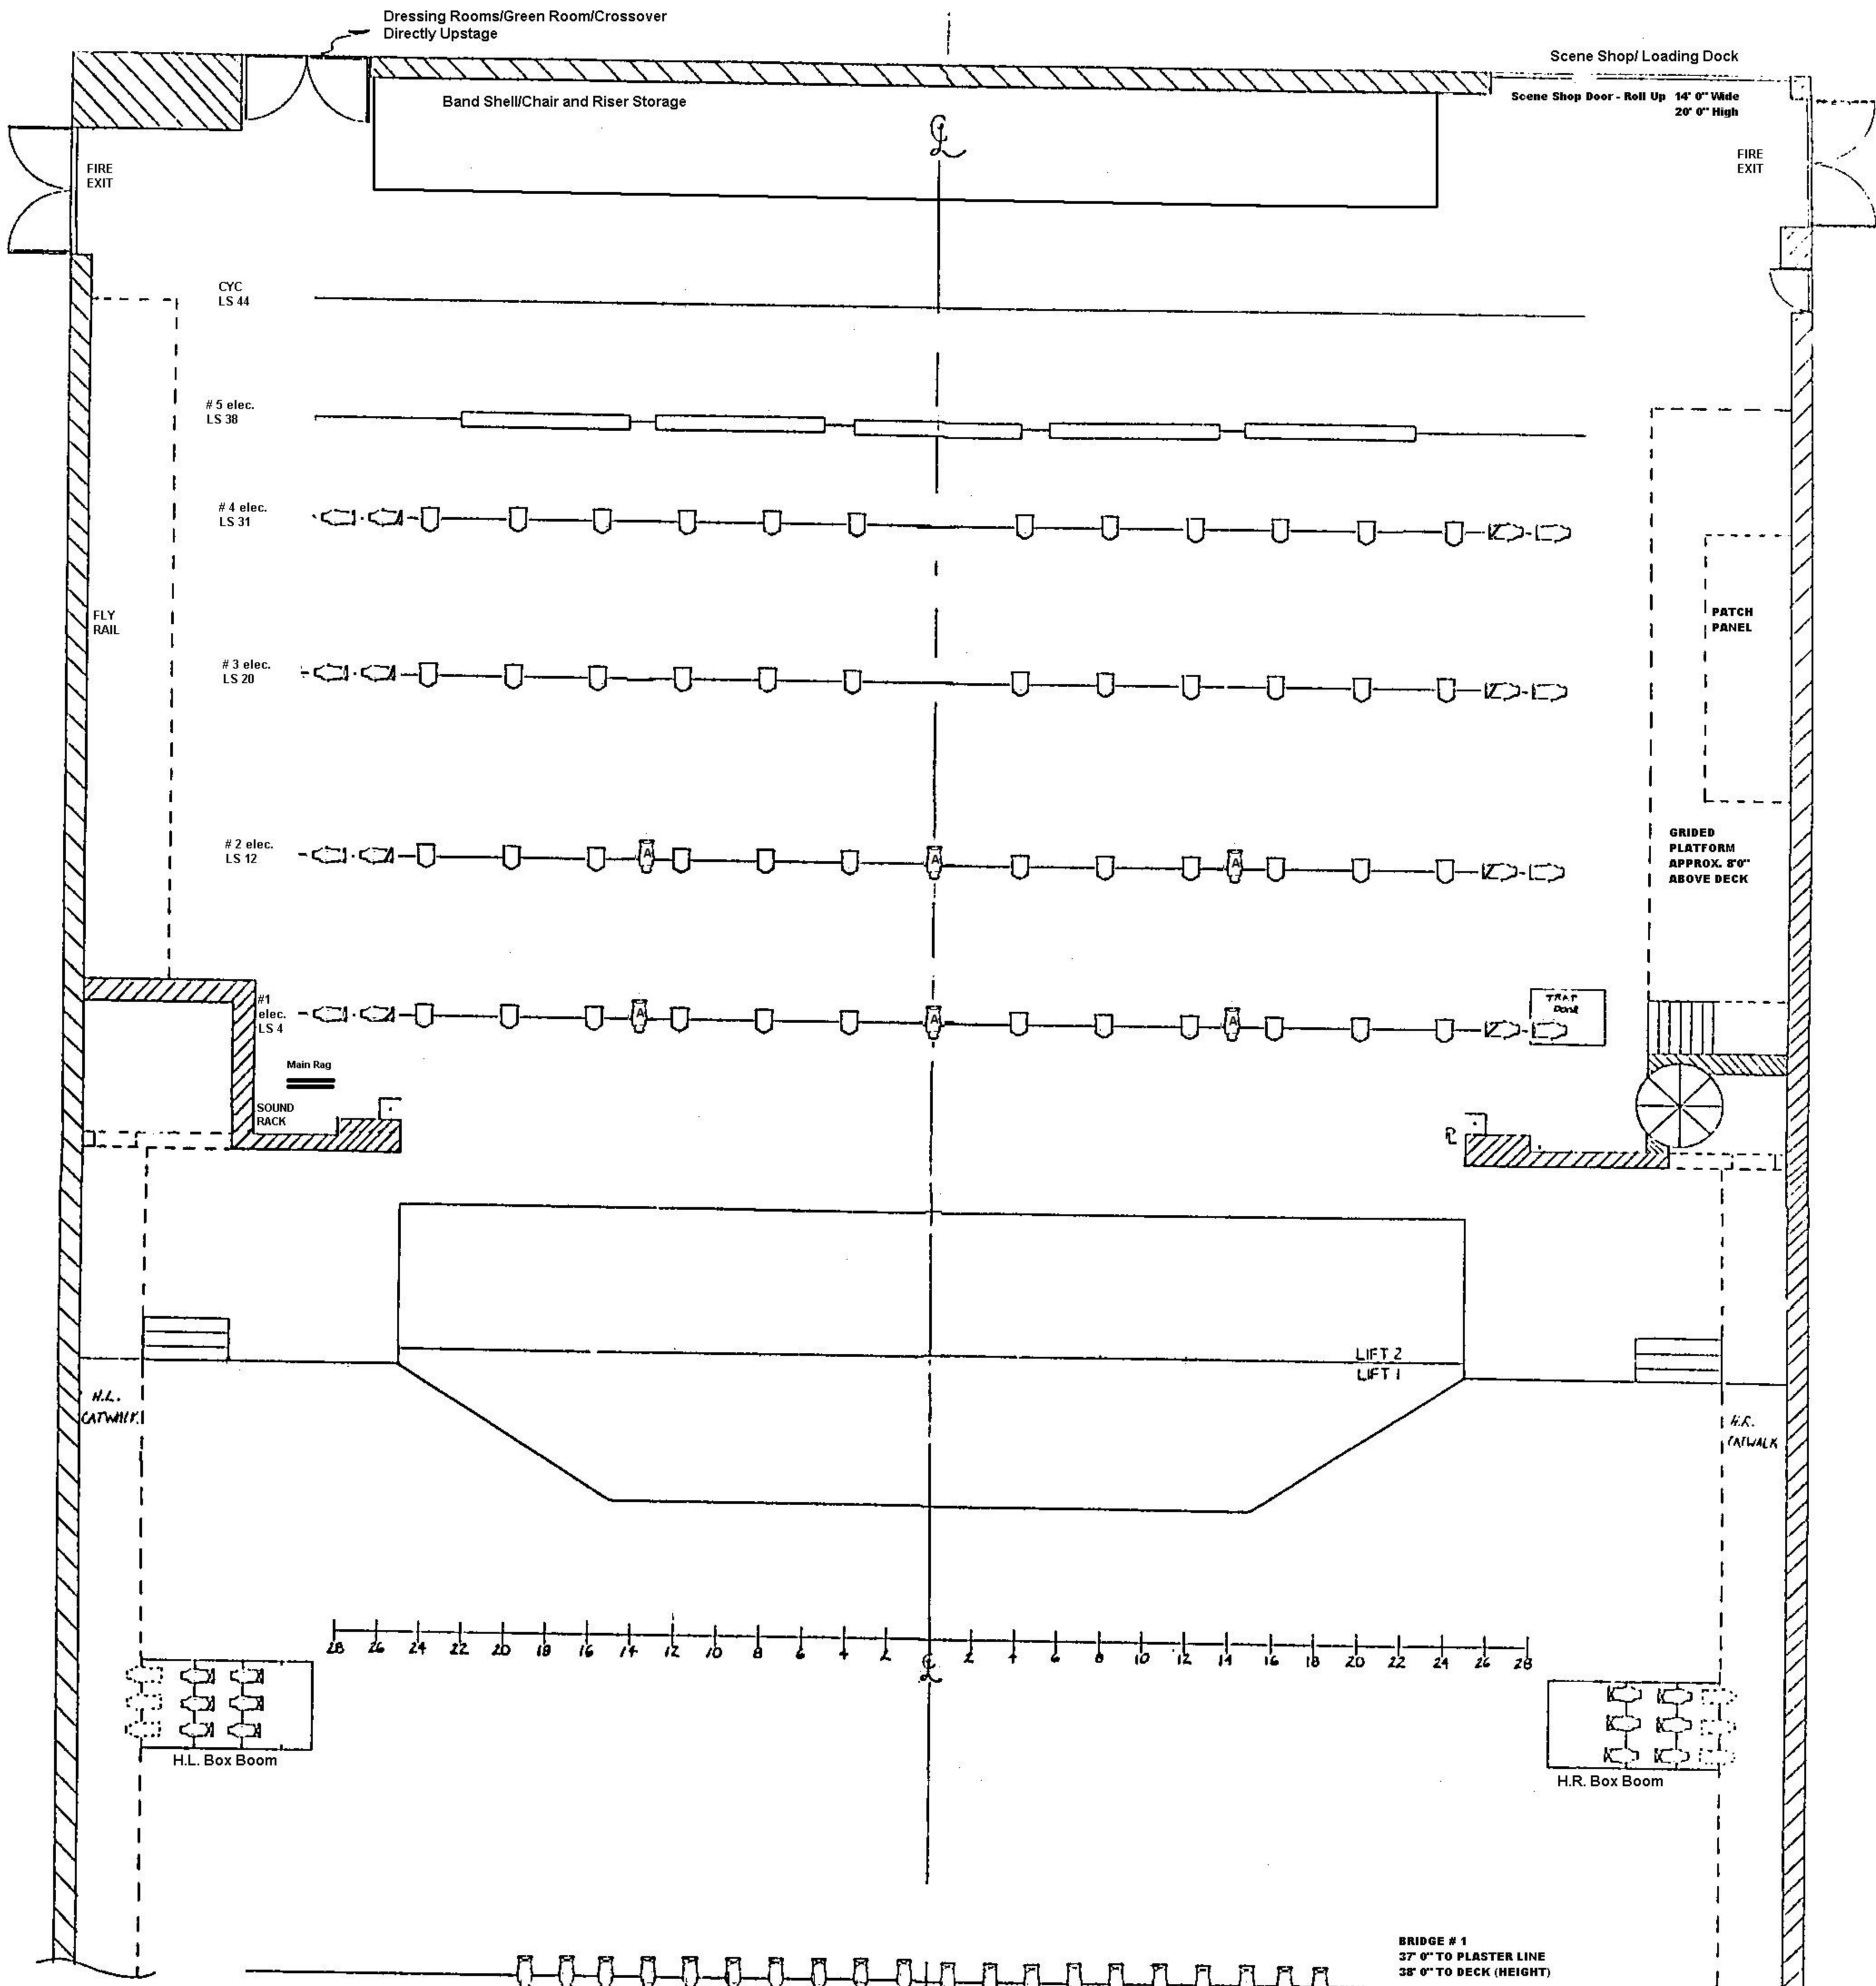 Dressing Rooms/Green Room/Crossover
Directly Upstage
Scene Shop/ Loading Dock
Band Shell/Chair and Riser Storage
Scene Shop Door - Roll Up 14' 0" Wide
20' 0" High
FIRE
EXIT
FIRE
EXIT
CYC
LS 44
# 5 elec.
LS 38
# 4 elec.
LS 31
FLY
RAIL
PATCH
PANEL
# 3 elec.
LS 20
# 2 elec.
LS 12
A
A
A
GRIDED
PLATFORM
APPROX. 8'0"
ABOVE DECK
#1
elec.
LS 4
A
A
A
TRAP
Door
Main Rag
SOUND
RACK
LIFT 2
LIFT 1
H.L.
CATWALK
H.R.
CATWALK
28 26 24 22 20 18 16 14 12 10 8 6 4 2 2 4 6 8 10 12 14 16 18 20 22 24 26 28
H.L. Box Boom
H.R. Box Boom
BRIDGE # 1
37' 0" TO PLASTER LINE
38' 0" TO DECK (HEIGHT)